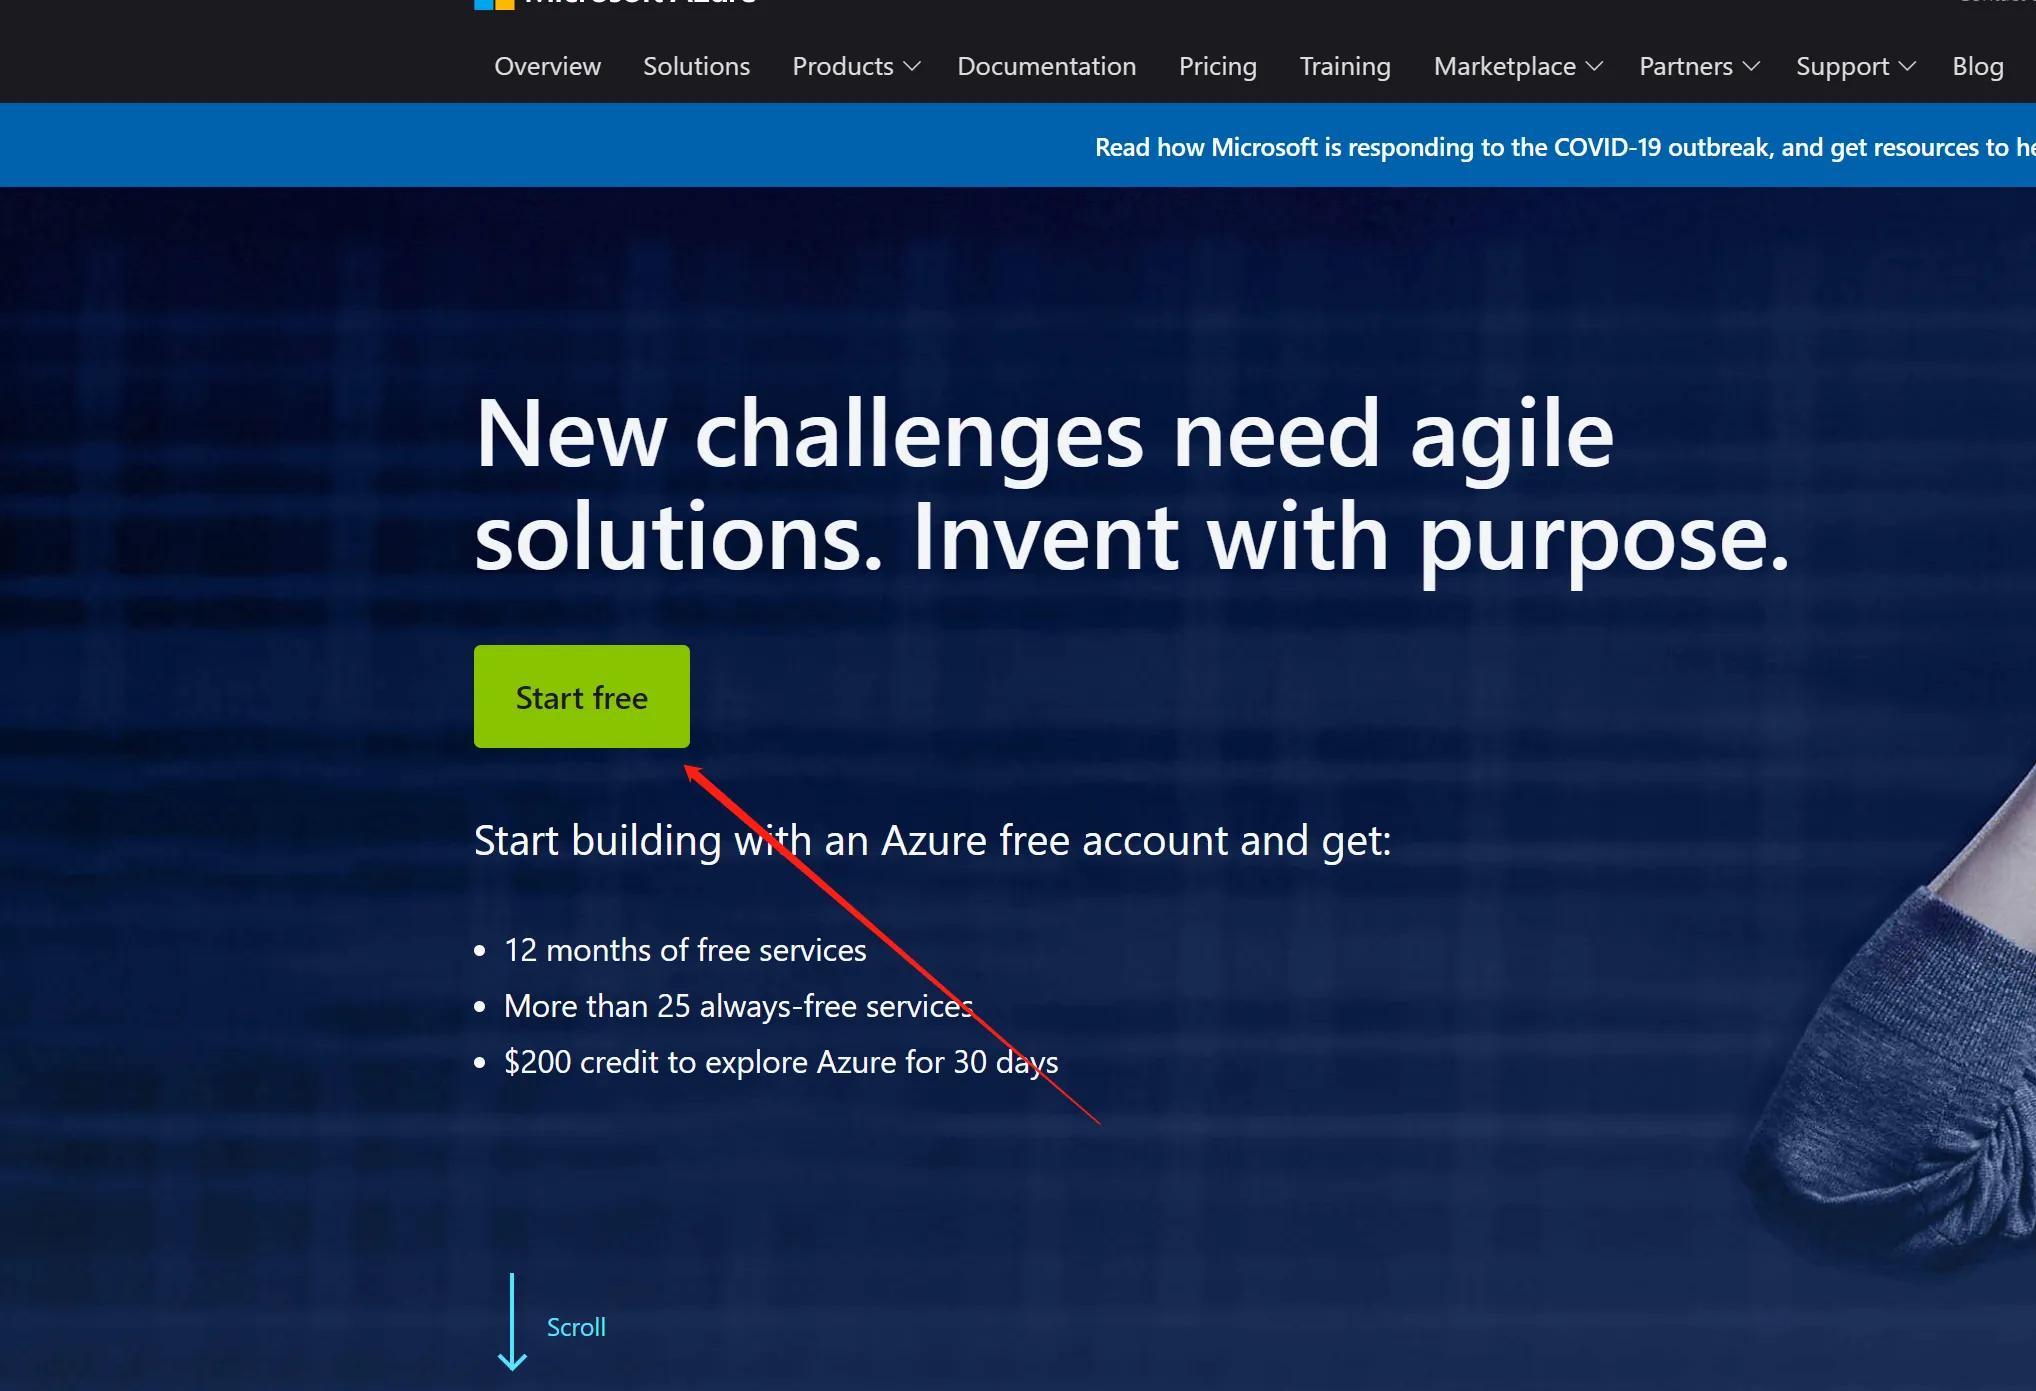 Microsoft Azure
Overview Solutions Products Documentation Pricing Training Marketplace Partners Support Blog
Read how Microsoft is responding to the COVID-19 outbreak, and get resources to
New challenges need agile
solutions. Invent with purpose.
Start free
Start building with an Azure free account and get:
• 12 months of free services
• More than 25 always-free services
• $200 credit to explore Azure for 30 days
Scroll